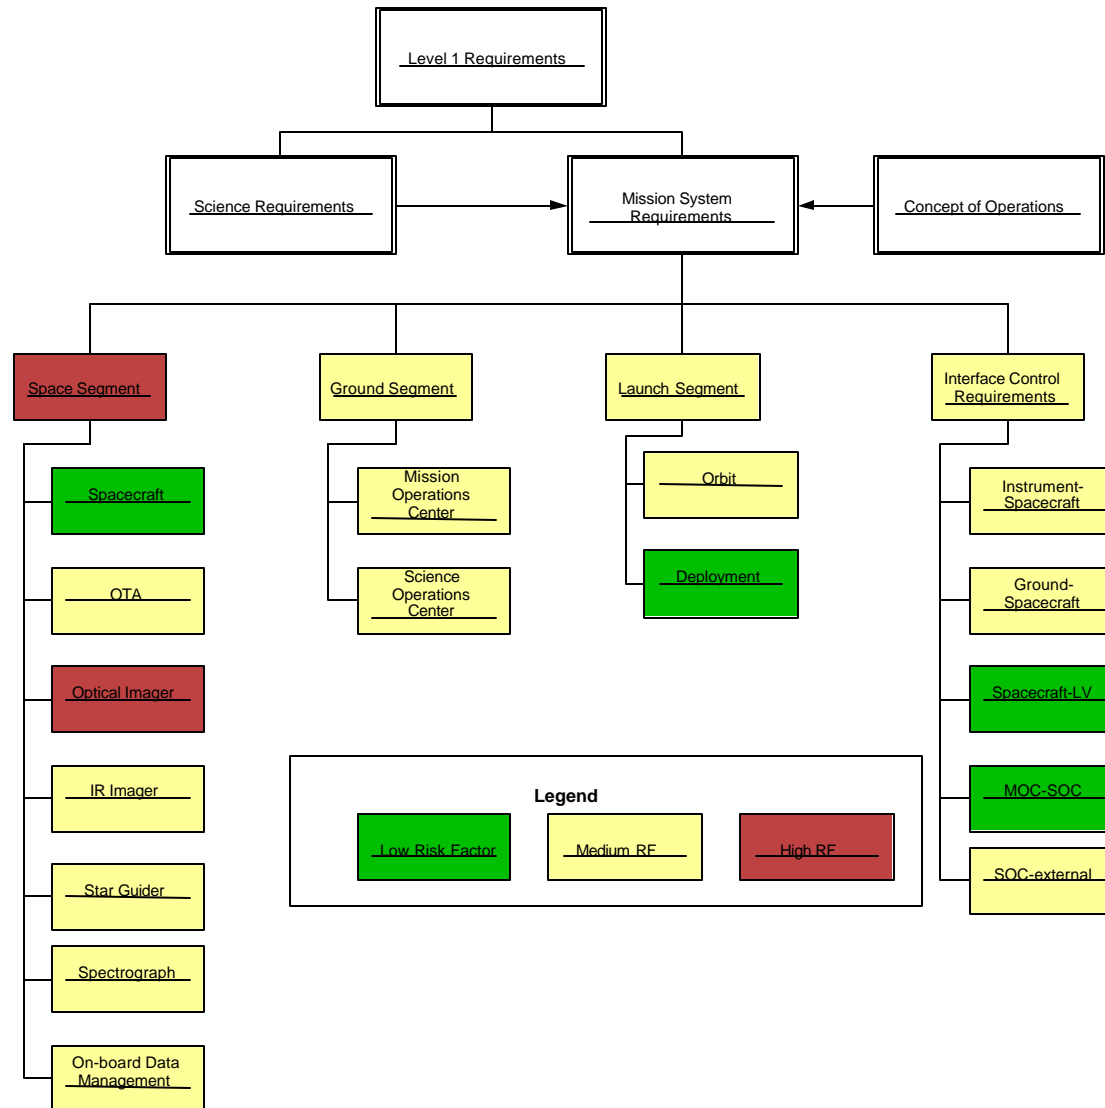 Level 1 Requirements
Science Requirements
Mission System
Requirements
Concept of Operations
Space Segment
Ground Segment
Launch Segment
Interface Control
Requirements
Spacecraft
OTA
Optical Imager
IR Imager
Star Guider
Spectrograph
On-board Data
Management
Mission
Operations
Center
Science
Operations
Center
Orbit
Deployment
Instrument-
Spacecraft
Ground-
Spacecraft
Spacecraft-LV
MOC-SOC
SOC-external
Legend
Low Risk Factor
Medium RF
High RF